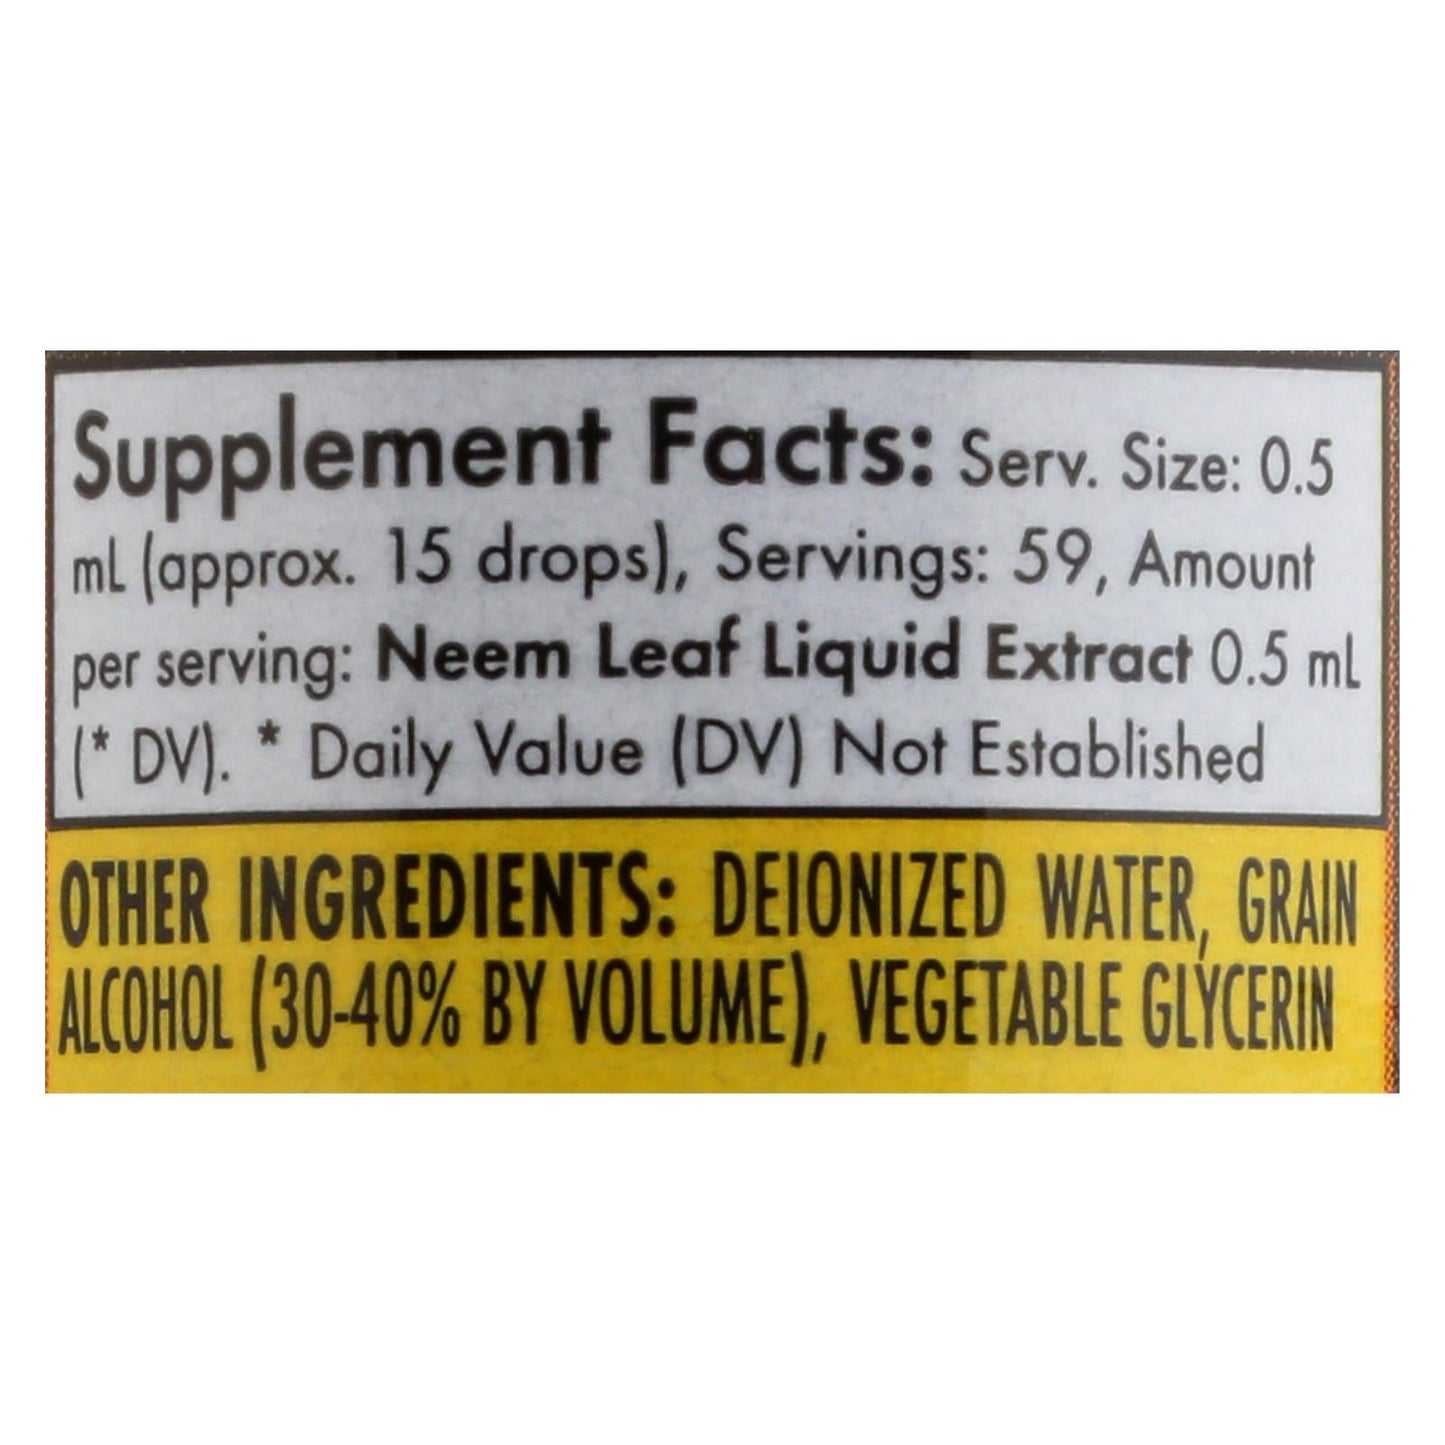 Supplement Facts: Serv. Size: 0.5
mL (approx. 15 drops), Servings: 59, Amount
per serving: Neem Leaf Liquid Extract 0.5 mL
(* DV). * Daily Value (DV) Not Established
OTHER INGREDIENTS: DEIONIZED WATER, GRAIN
ALCOHOL (30-40% BY VOLUME), VEGETABLE GLYCERIN